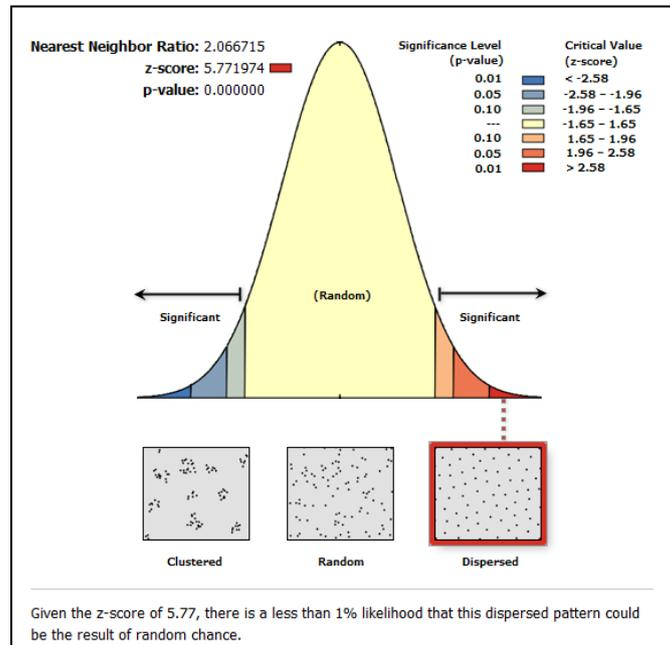 Nearest Neighbor Ratio: 2.066715
z-score: 5.771974
p-value: 0.000000
Significance Level
(p-value)
Critical Value
(z-score)
0.01 < -2.58
0.05 -2.58 – -1.96
0.10 -1.96 – -1.65
--- -1.65 – 1.65
0.10 1.65 – 1.96
0.05 1.96 – 2.58
0.01 > 2.58
(Random)
Significant
Significant
Clustered
Random
Dispersed
Given the z-score of 5.77, there is a less than 1% likelihood that this dispersed pattern could
be the result of random chance.